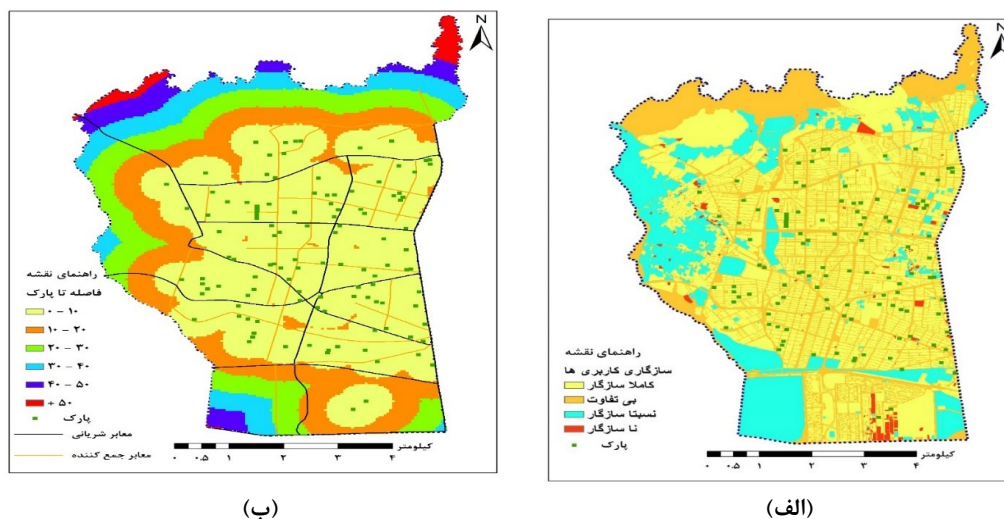 N
راهنمای نقشه
سازگاری کاربری ها
کاملا سازگار
بی تفاوت
نسبتا سازگار
نا سازگار
پارک
کیلومتر
۰ ۰.۵ ۱ ۲ ۳ ۴
(الف)
N
راهنمای نقشه
فاصله تا پارک
۰ - ۱۰
۱۰ - ۲۰
۲۰ - ۳۰
۳۰ - ۴۰
۴۰ - ۵۰
+ ۵۰
پارک
معابر شریانی
معابر جمع کننده
کیلومتر
۰ ۰.۵ ۱ ۲ ۳ ۴
(ب)